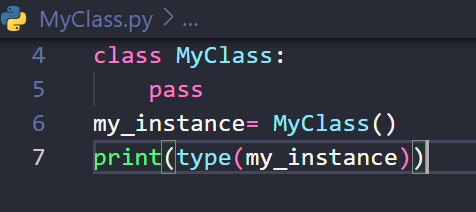 MyClass.py > ...
4 class MyClass:
5     pass
6 my_instance= MyClass()
7 print(type(my_instance))